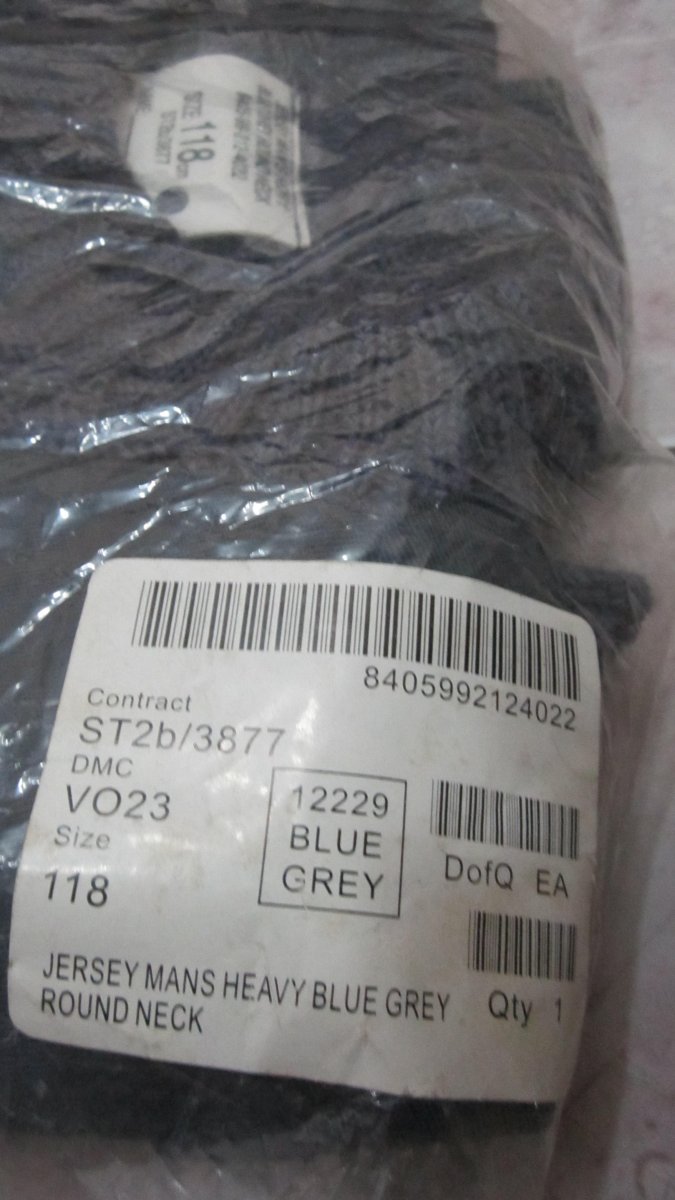 SIZE: 118cm
8405992124022
Contract
ST2b/3877
DMC
VO23
Size
118
12229
BLUE
GREY
DofQ EA
Qty 1
JERSEY MANS HEAVY BLUE GREY
ROUND NECK